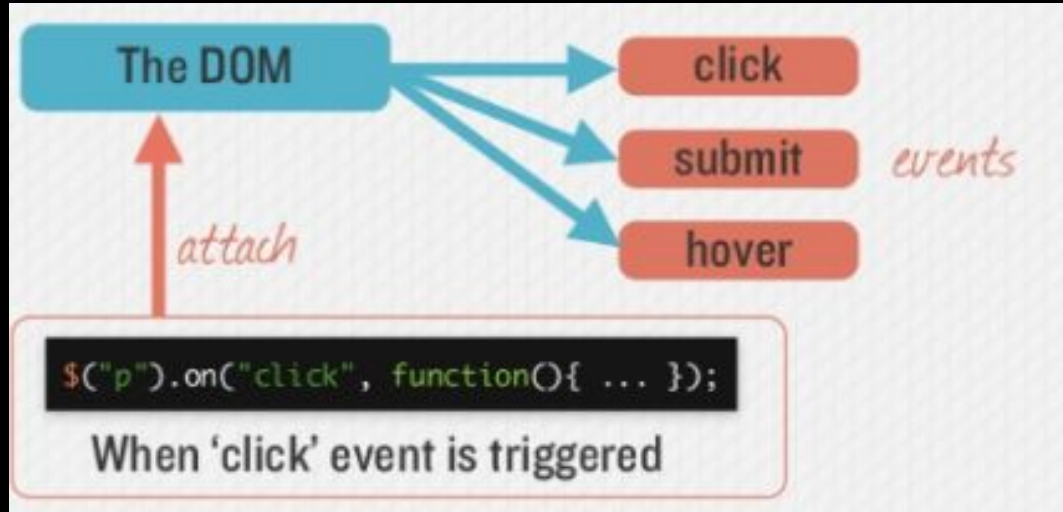 The DOM
click
submit
events
hover
attach
$("p").on("click", function(){ ... });
When ‘click’ event is triggered